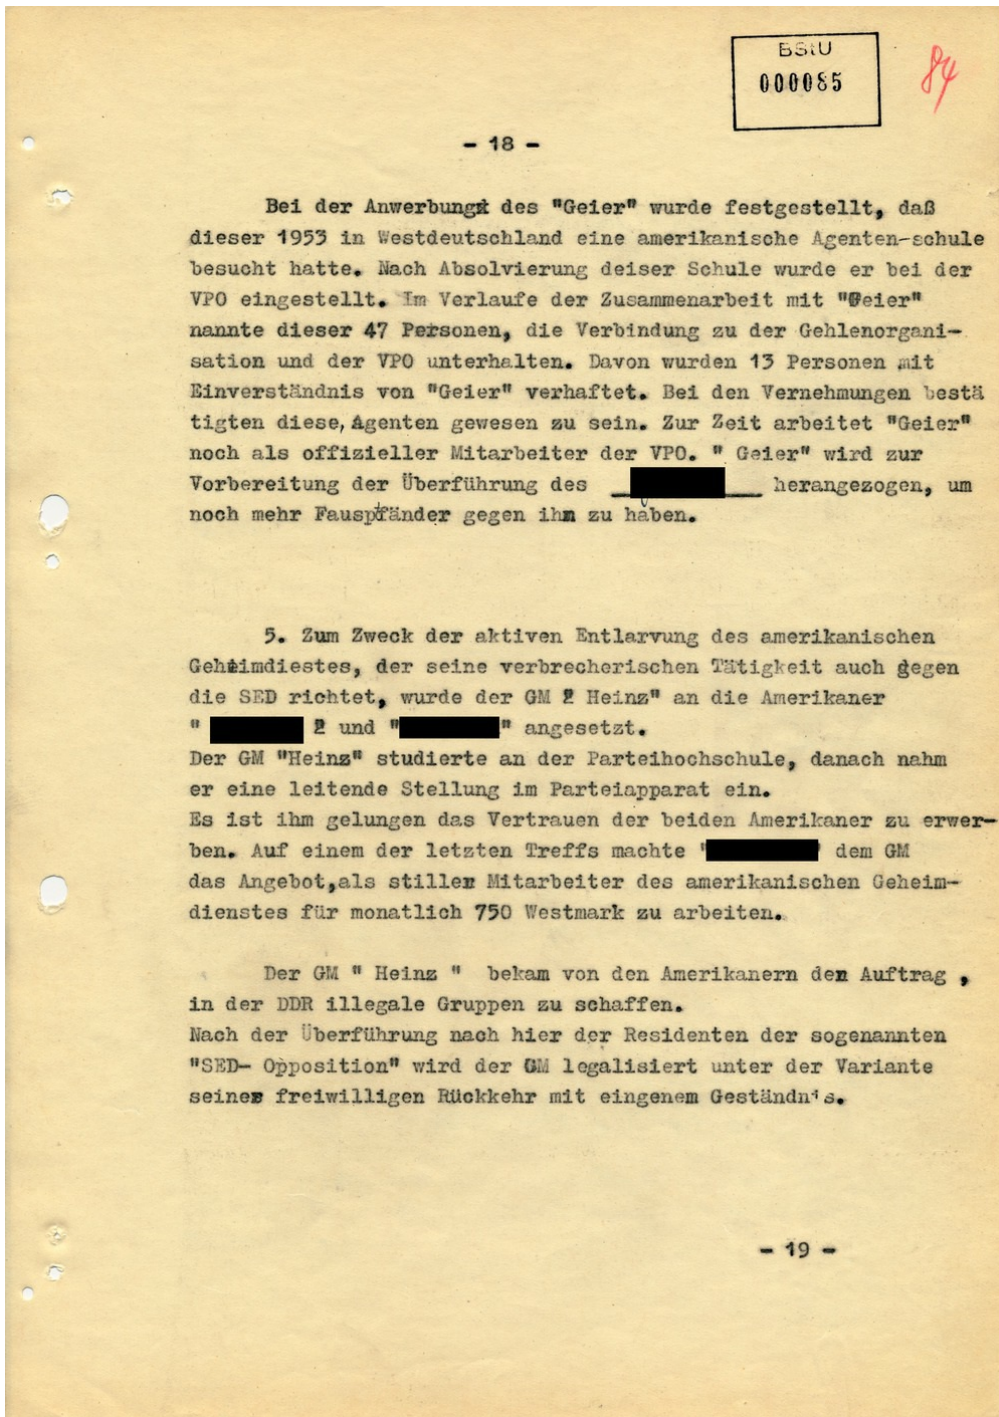 BStU
000085
84
- 18 -
Bei der Anwerbung des "Geier" wurde festgestellt, daß
dieser 1953 in Westdeutschland eine amerikanische Agenten-schule
besucht hatte. Nach Absolvierung deiser Schule wurde er bei der
VPO eingestellt. Im Verlaufe der Zusammenarbeit mit "Geier"
nannte dieser 47 Personen, die Verbindung zu der Gehlenorgani-
sation und der VPO unterhalten. Davon wurden 13 Personen mit
Einverständnis von "Geier" verhaftet. Bei den Vernehmungen bestä
tigten diese, Agenten gewesen zu sein. Zur Zeit arbeitet "Geier"
noch als offizieller Mitarbeiter der VPO. " Geier" wird zur
Vorbereitung der Überführung des herangezogen, um
noch mehr Fauspfänder gegen ihn zu haben.
5. Zum Zweck der aktiven Entlarvung des amerikanischen
Geheimdiestes, der seine verbrecherischen Tätigkeit auch gegen
die SED richtet, wurde der GM 2 Heinz" an die Amerikaner
" 2 und " " angesetzt.
Der GM "Heinz" studierte an der Parteihochschule, danach nahm
er eine leitende Stellung im Parteiapparat ein.
Es ist ihm gelungen das Vertrauen der beiden Amerikaner zu erwer-
ben. Auf einem der letzten Treffs machte ' ' dem GM
das Angebot,als stiller Mitarbeiter des amerikanischen Geheim-
dienstes für monatlich 750 Westmark zu arbeiten.
Der GM " Heinz " bekam von den Amerikanern den Auftrag ,
in der DDR illegale Gruppen zu schaffen.
Nach der Überführung nach hier der Residenten der sogenannten
"SED- Opposition" wird der GM legalisiert unter der Variante
seiner freiwilligen Rückkehr mit eingenem Geständnis.
- 19 -